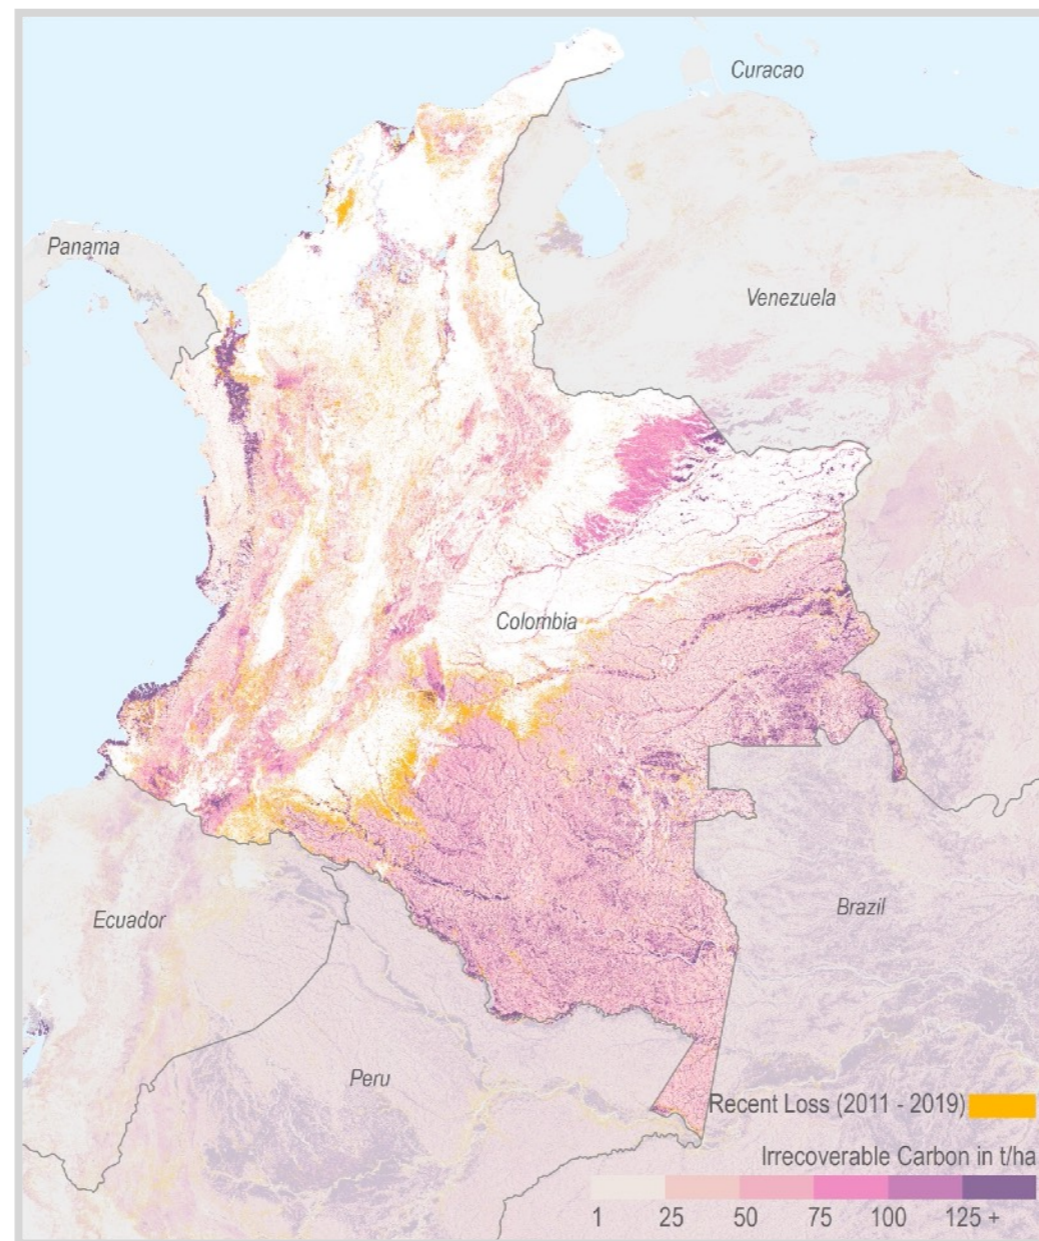 Curacao
Panama
Venezuela
Colombia
Ecuador
Brazil
Peru
Recent Loss (2011 - 2019)
Irrecoverable Carbon in t/ha
1 25 50 75 100 125 +